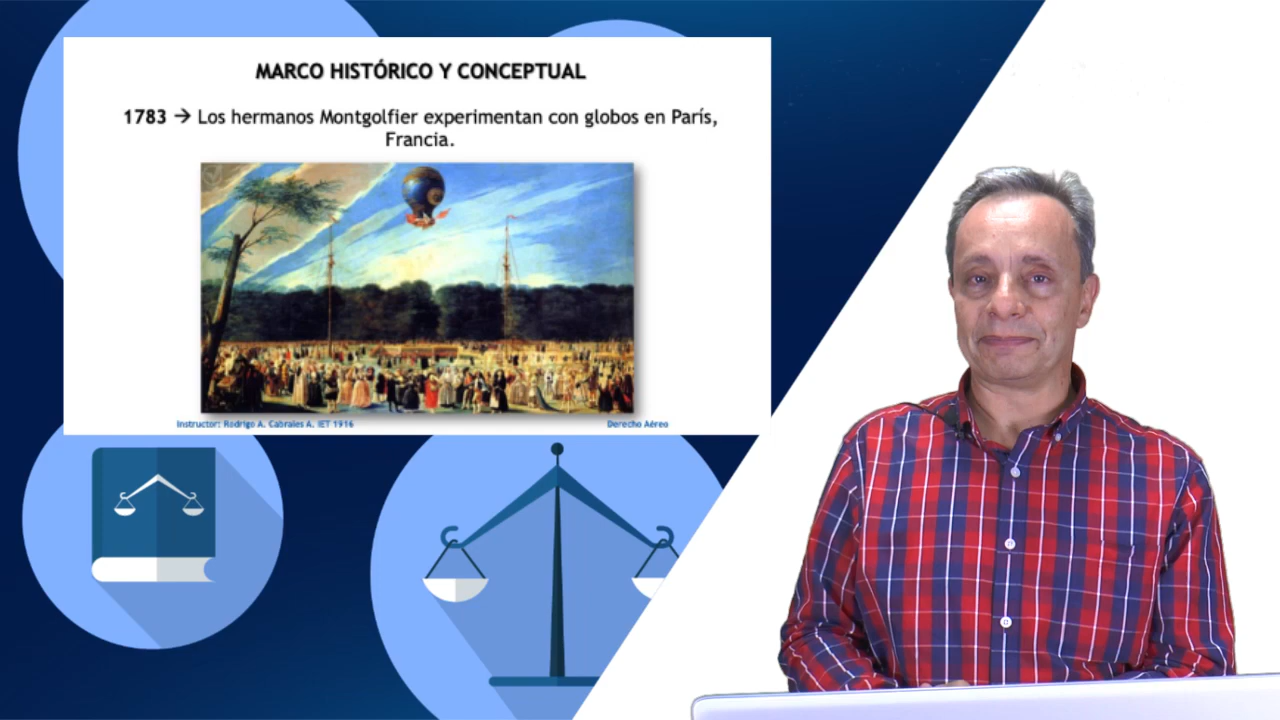 MARCO HISTÓRICO Y CONCEPTUAL
1783 → Los hermanos Montgolfier experimentan con globos en París,
Francia.
Instructor: Rodrigo A. Cabrales A. IET 1916
Derecho Aéreo